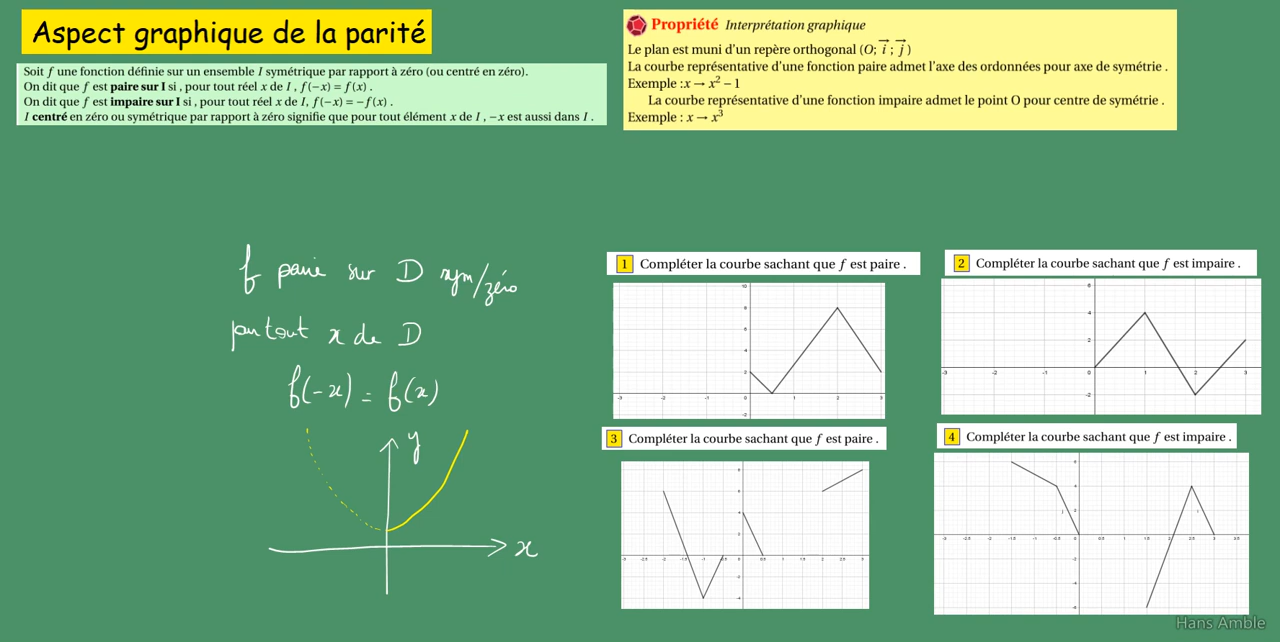 Aspect graphique de la parité
Soit f une fonction définie sur un ensemble I symétrique par rapport à zéro (ou centré en zéro).
On dit que f est paire sur I si , pour tout réel x de I , f(−x) = f(x) .
On dit que f est impaire sur I si , pour tout réel x de I, f(−x) = −f(x) .
I centré en zéro ou symétrique par rapport à zéro signifie que pour tout élément x de I , −x est aussi dans I .
Propriété Interprétation graphique
Le plan est muni d'un repère orthogonal (O; i ; j)
La courbe représentative d'une fonction paire admet l'axe des ordonnées pour axe de symétrie .
Exemple :x → x² − 1
La courbe représentative d'une fonction impaire admet le point O pour centre de symétrie .
Exemple : x → x³
f paire sur D sym/zéro
pour tout x de D
f(-x) = f(x)
y
x
1 Compléter la courbe sachant que f est paire .
2 Compléter la courbe sachant que f est impaire .
3 Compléter la courbe sachant que f est paire .
4 Compléter la courbe sachant que f est impaire .
Hans Amble